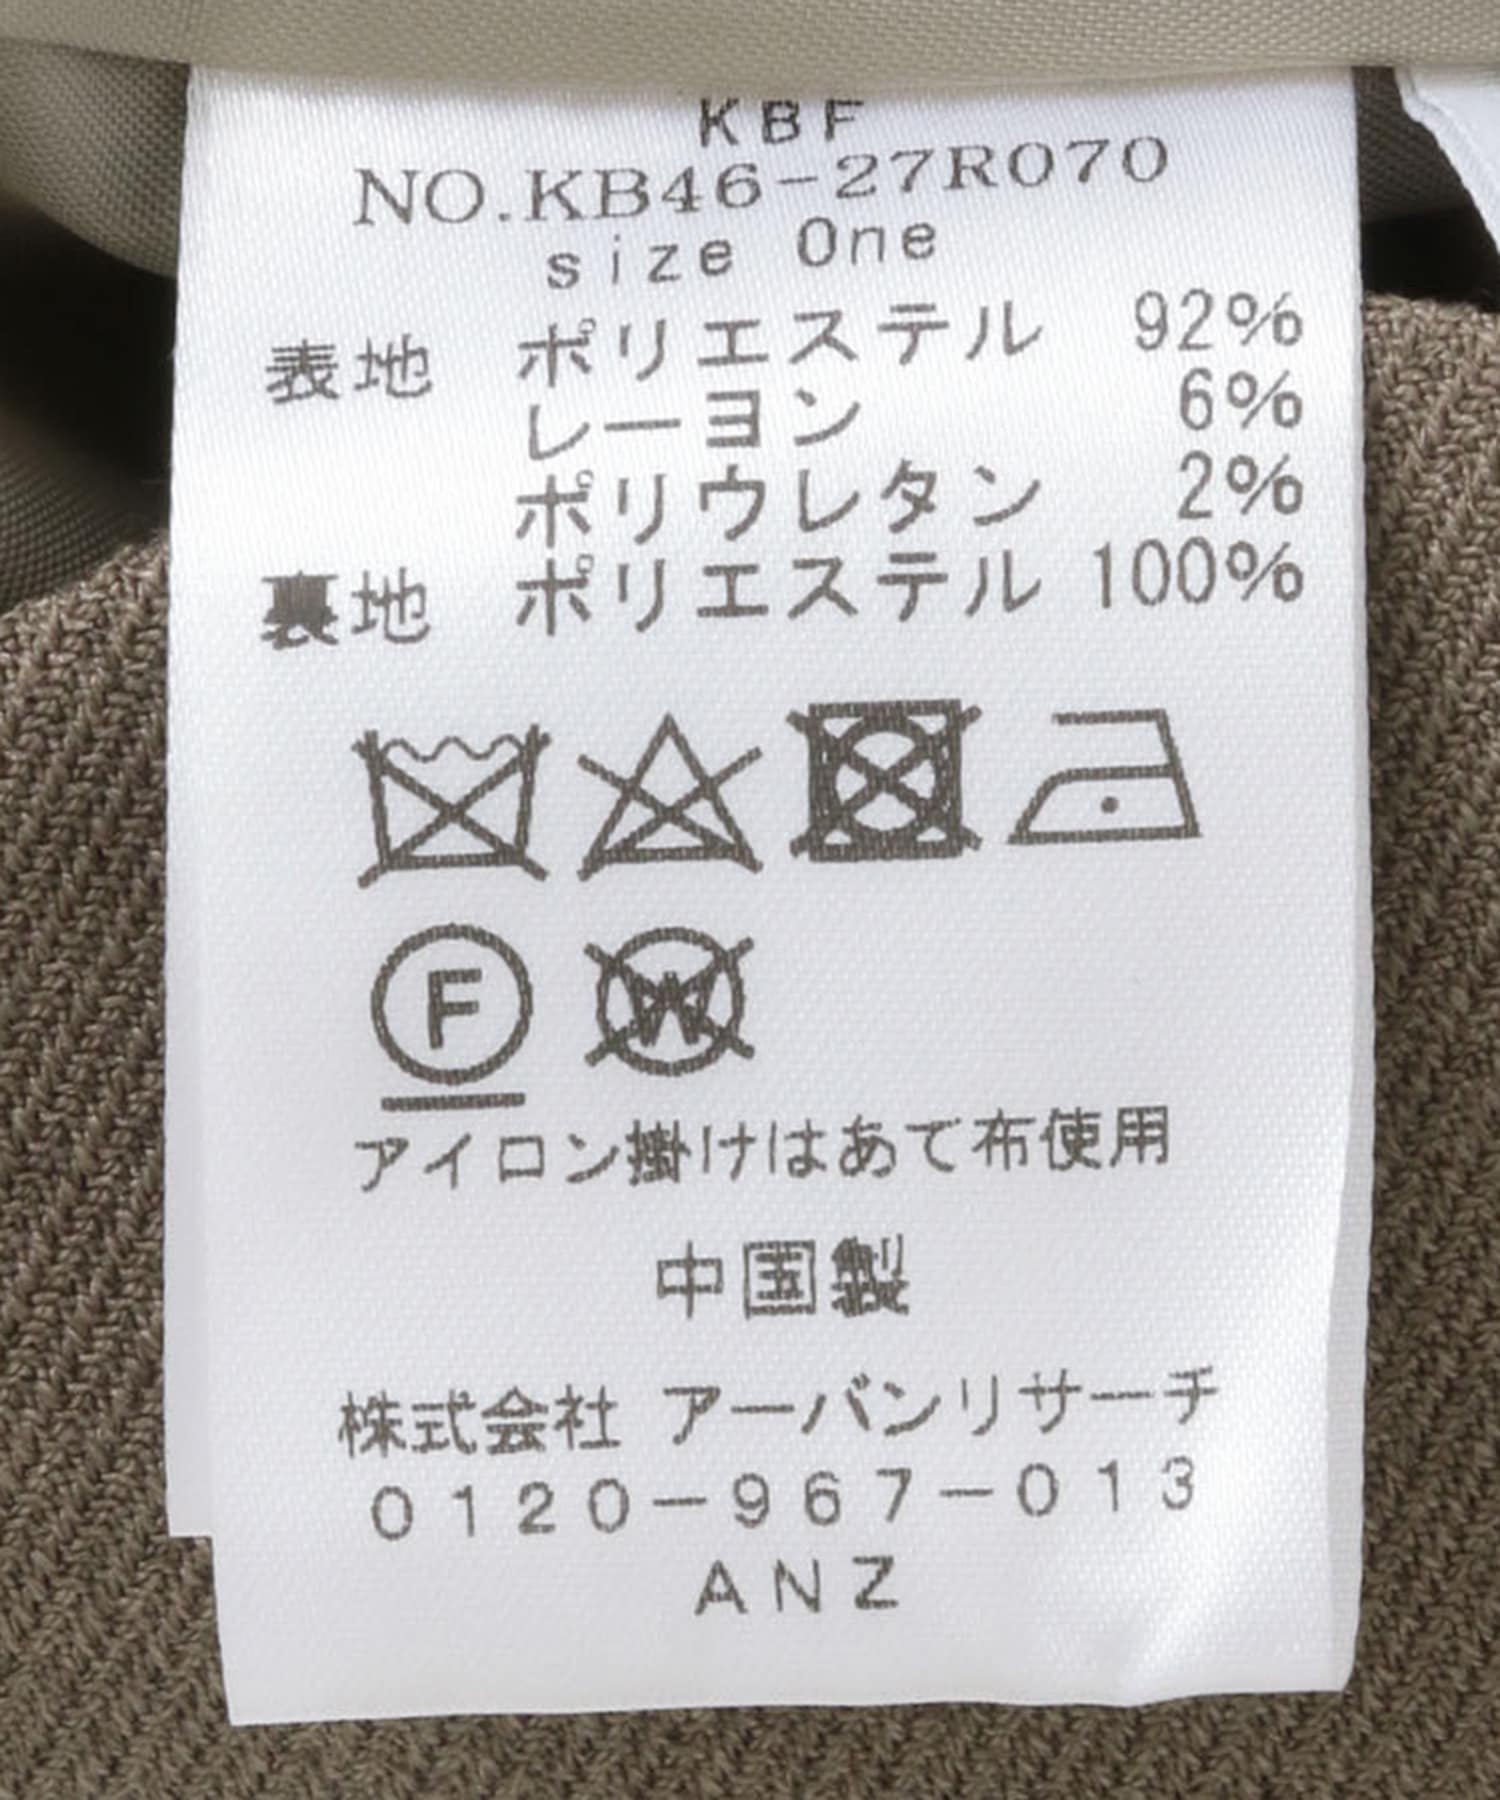 KBF
NO.KB46-27R070
size One
表地 ポリエステル 92%
レーヨン 6%
ポリウレタン 2%
裏地 ポリエステル 100%
F W
アイロン掛けはあて布使用
中国製
株式会社 アーバンリサーチ
0120-967-013
ANZ